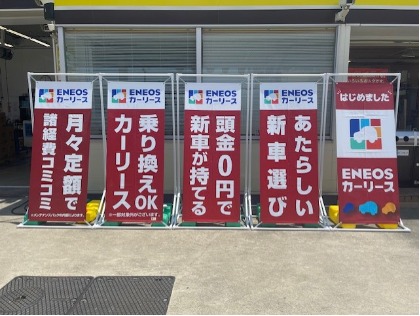 ENEOS
カーリース
月々定額で
諸経費コミコミ
ENEOS
カーリース
乗り換えOK
カーリース
ENEOS
カーリース
頭金0円で
新車が持てる
ENEOS
カーリース
あたらしい
新車選び
はじめました
ENEOS
カーリース